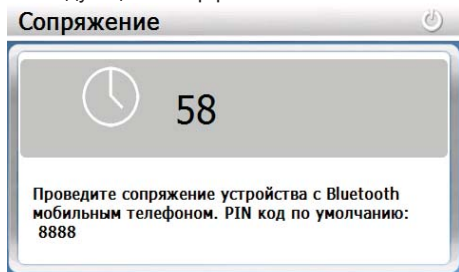 Сопряжение
58
Проведите сопряжение устройства с Bluetooth
мобильным телефоном. PIN код по умолчанию:
8888